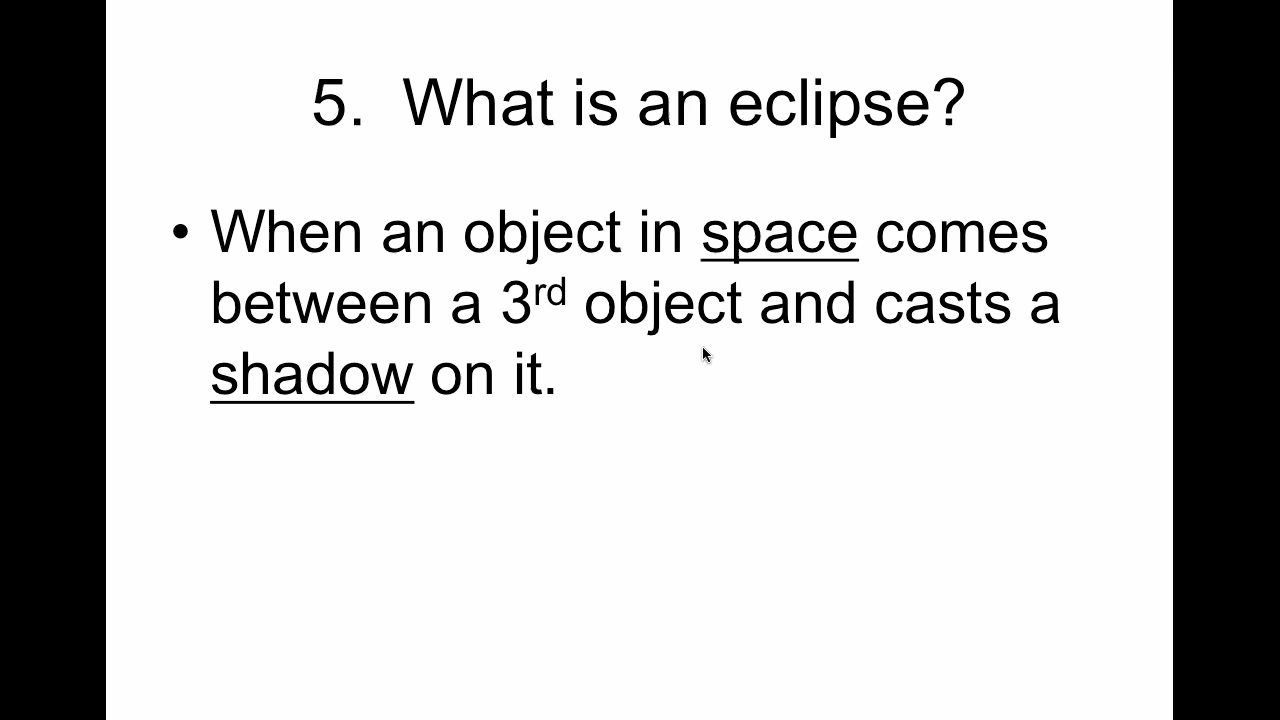 5. What is an eclipse?
• When an object in space comes
between a 3rd object and casts a
shadow on it.